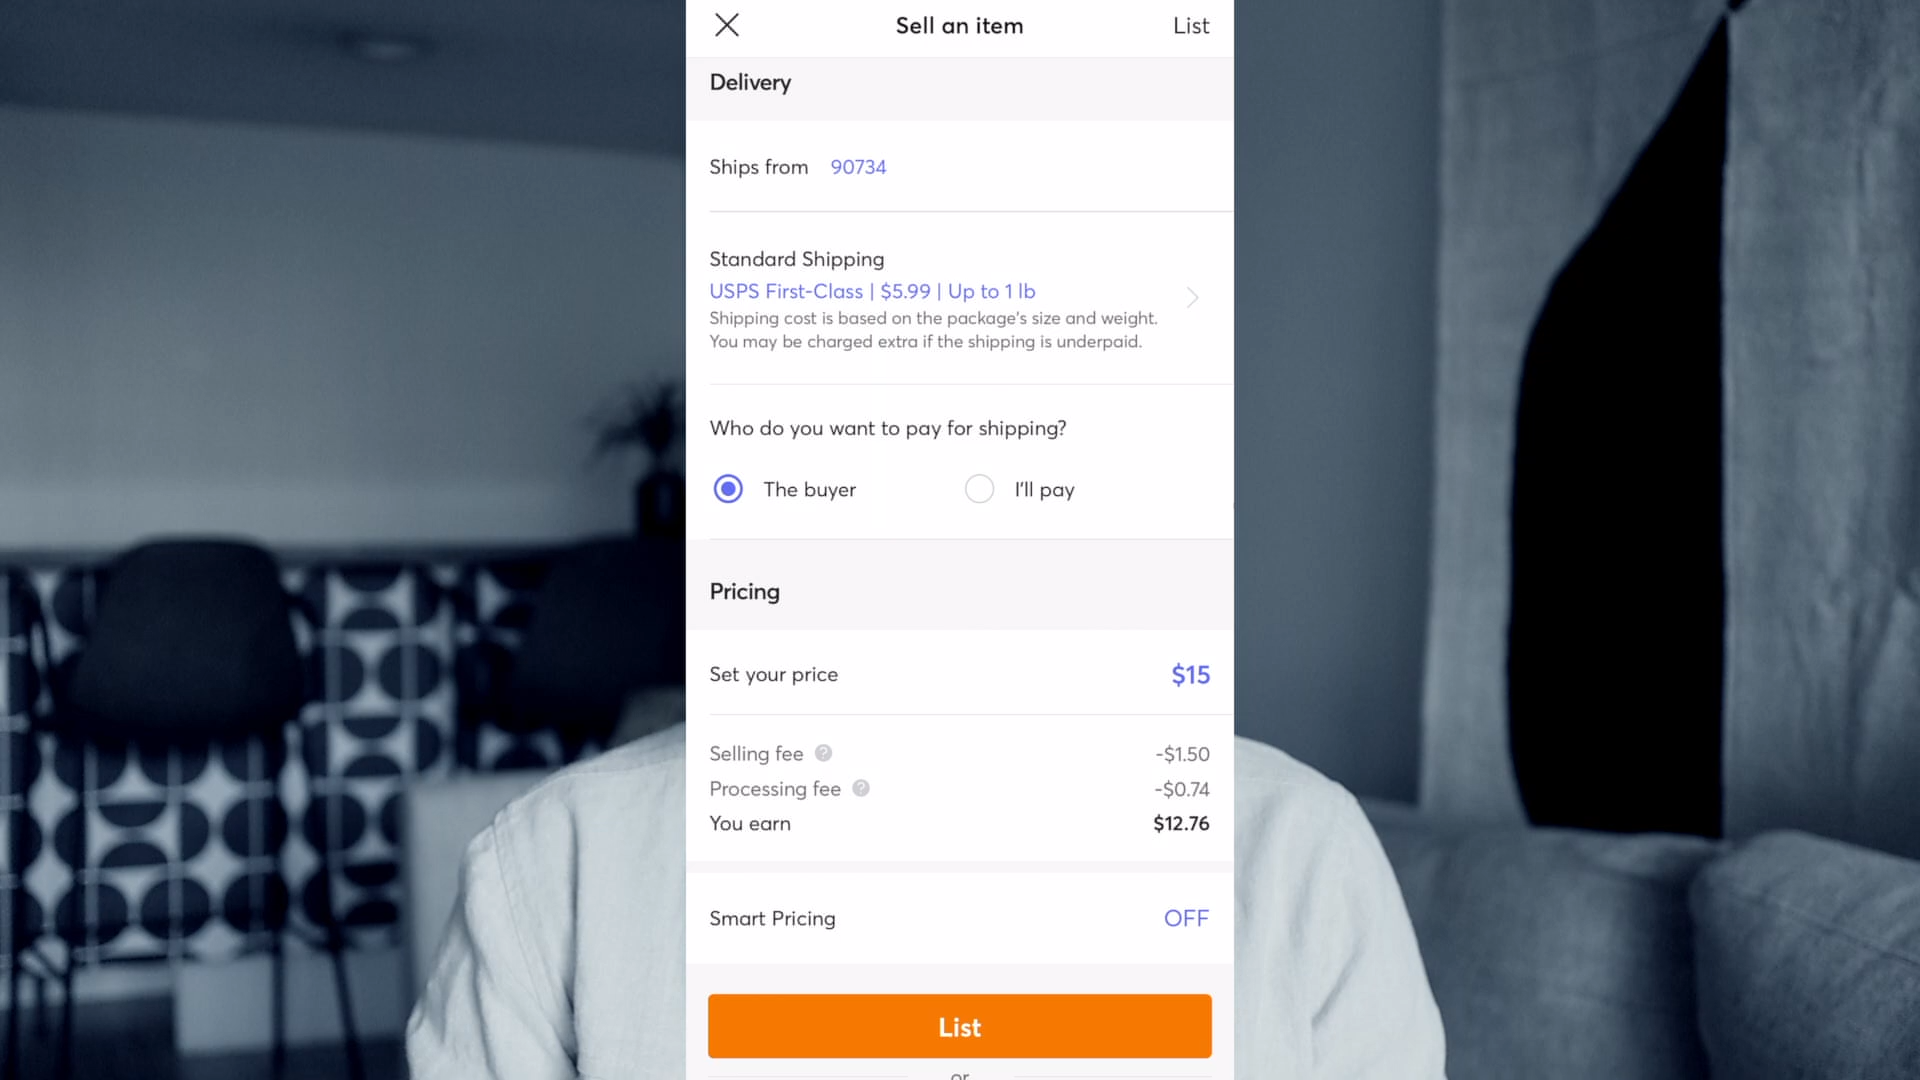 Sell an item
List
Delivery
Ships from 90734
Standard Shipping
USPS First-Class | $5.99 | Up to 1 lb
Shipping cost is based on the package's size and weight.
You may be charged extra if the shipping is underpaid.
Who do you want to pay for shipping?
The buyer
I'll pay
Pricing
Set your price $15
Selling fee ? -$1.50
Processing fee ? -$0.74
You earn $12.76
Smart Pricing OFF
List
or